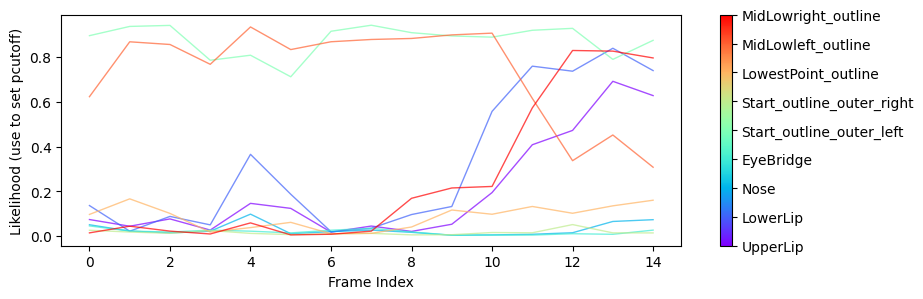 Likelihood (use to set pcutoff)
0.8
0.6
0.4
0.2
0.0
0 2 4 6 8 10 12 14
Frame Index
MidLowright_outline
MidLowleft_outline
LowestPoint_outline
Start_outline_outer_right
Start_outline_outer_left
EyeBridge
Nose
LowerLip
UpperLip